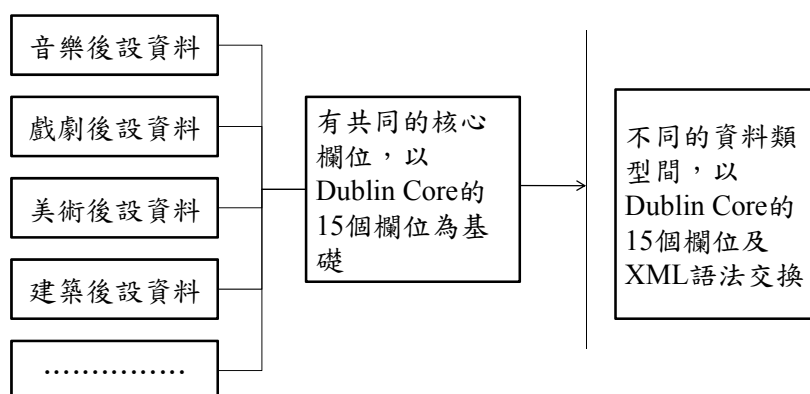 音樂後設資料
戲劇後設資料
美術後設資料
建築後設資料
……………
有共同的核心
欄位，以
Dublin Core的
15個欄位為基
礎
不同的資料類
型間，以
Dublin Core的
15個欄位及
XML語法交換